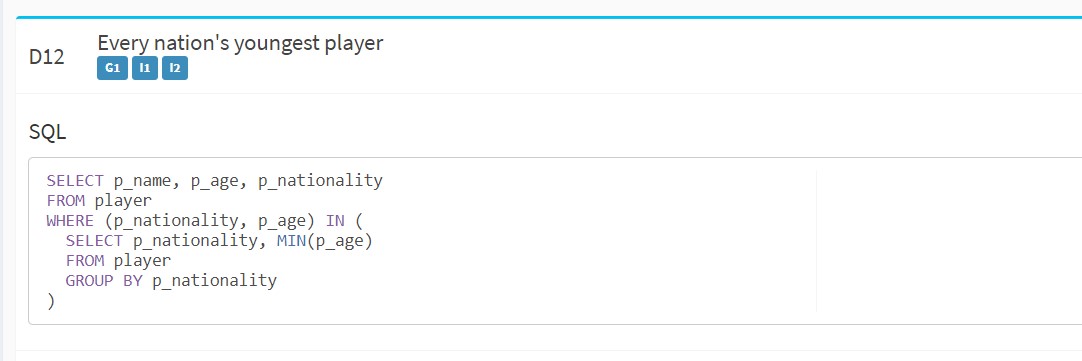 D12
Every nation's youngest player
G1 I1 I2
SQL
SELECT p_name, p_age, p_nationality
FROM player
WHERE (p_nationality, p_age) IN (
  SELECT p_nationality, MIN(p_age)
  FROM player
  GROUP BY p_nationality
)